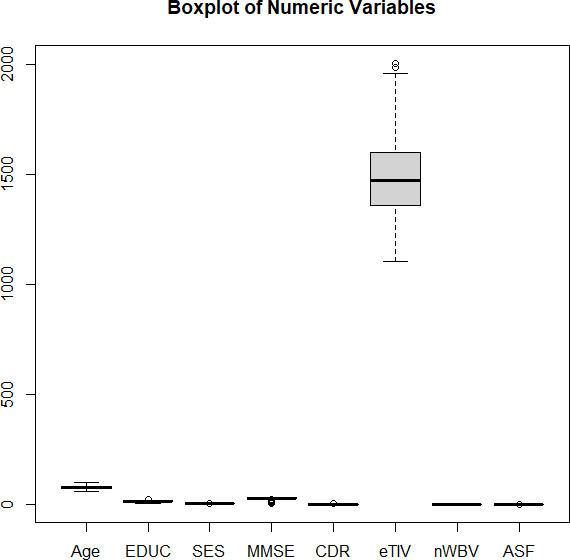 Boxplot of Numeric Variables
2000
1500
1000
500
0
Age EDUC SES MMSE CDR eTIV nWBV ASF